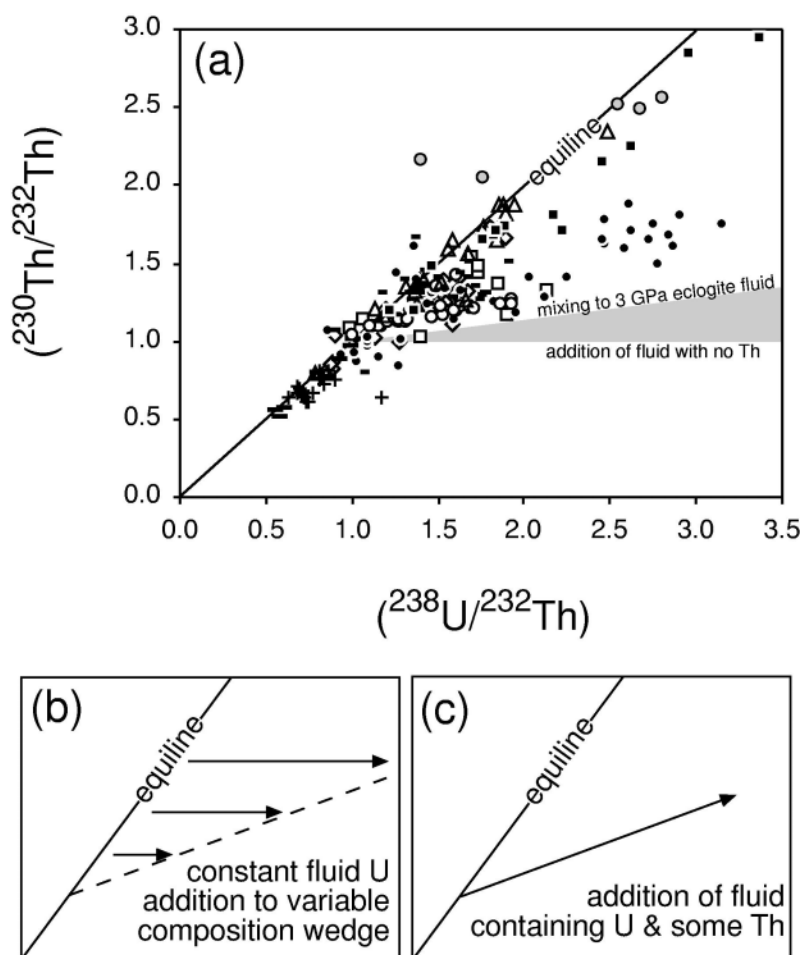 (a)
3.0
2.5
2.0
1.5
1.0
0.5
0.0
(²³⁰Th/²³²Th)
equiline
mixing to 3 GPa eclogite fluid
addition of fluid with no Th
0.0 0.5 1.0 1.5 2.0 2.5 3.0 3.5
(²³⁸U/²³²Th)
(b)
equiline
constant fluid U
addition to variable
composition wedge
(c)
equiline
addition of fluid
containing U & some Th